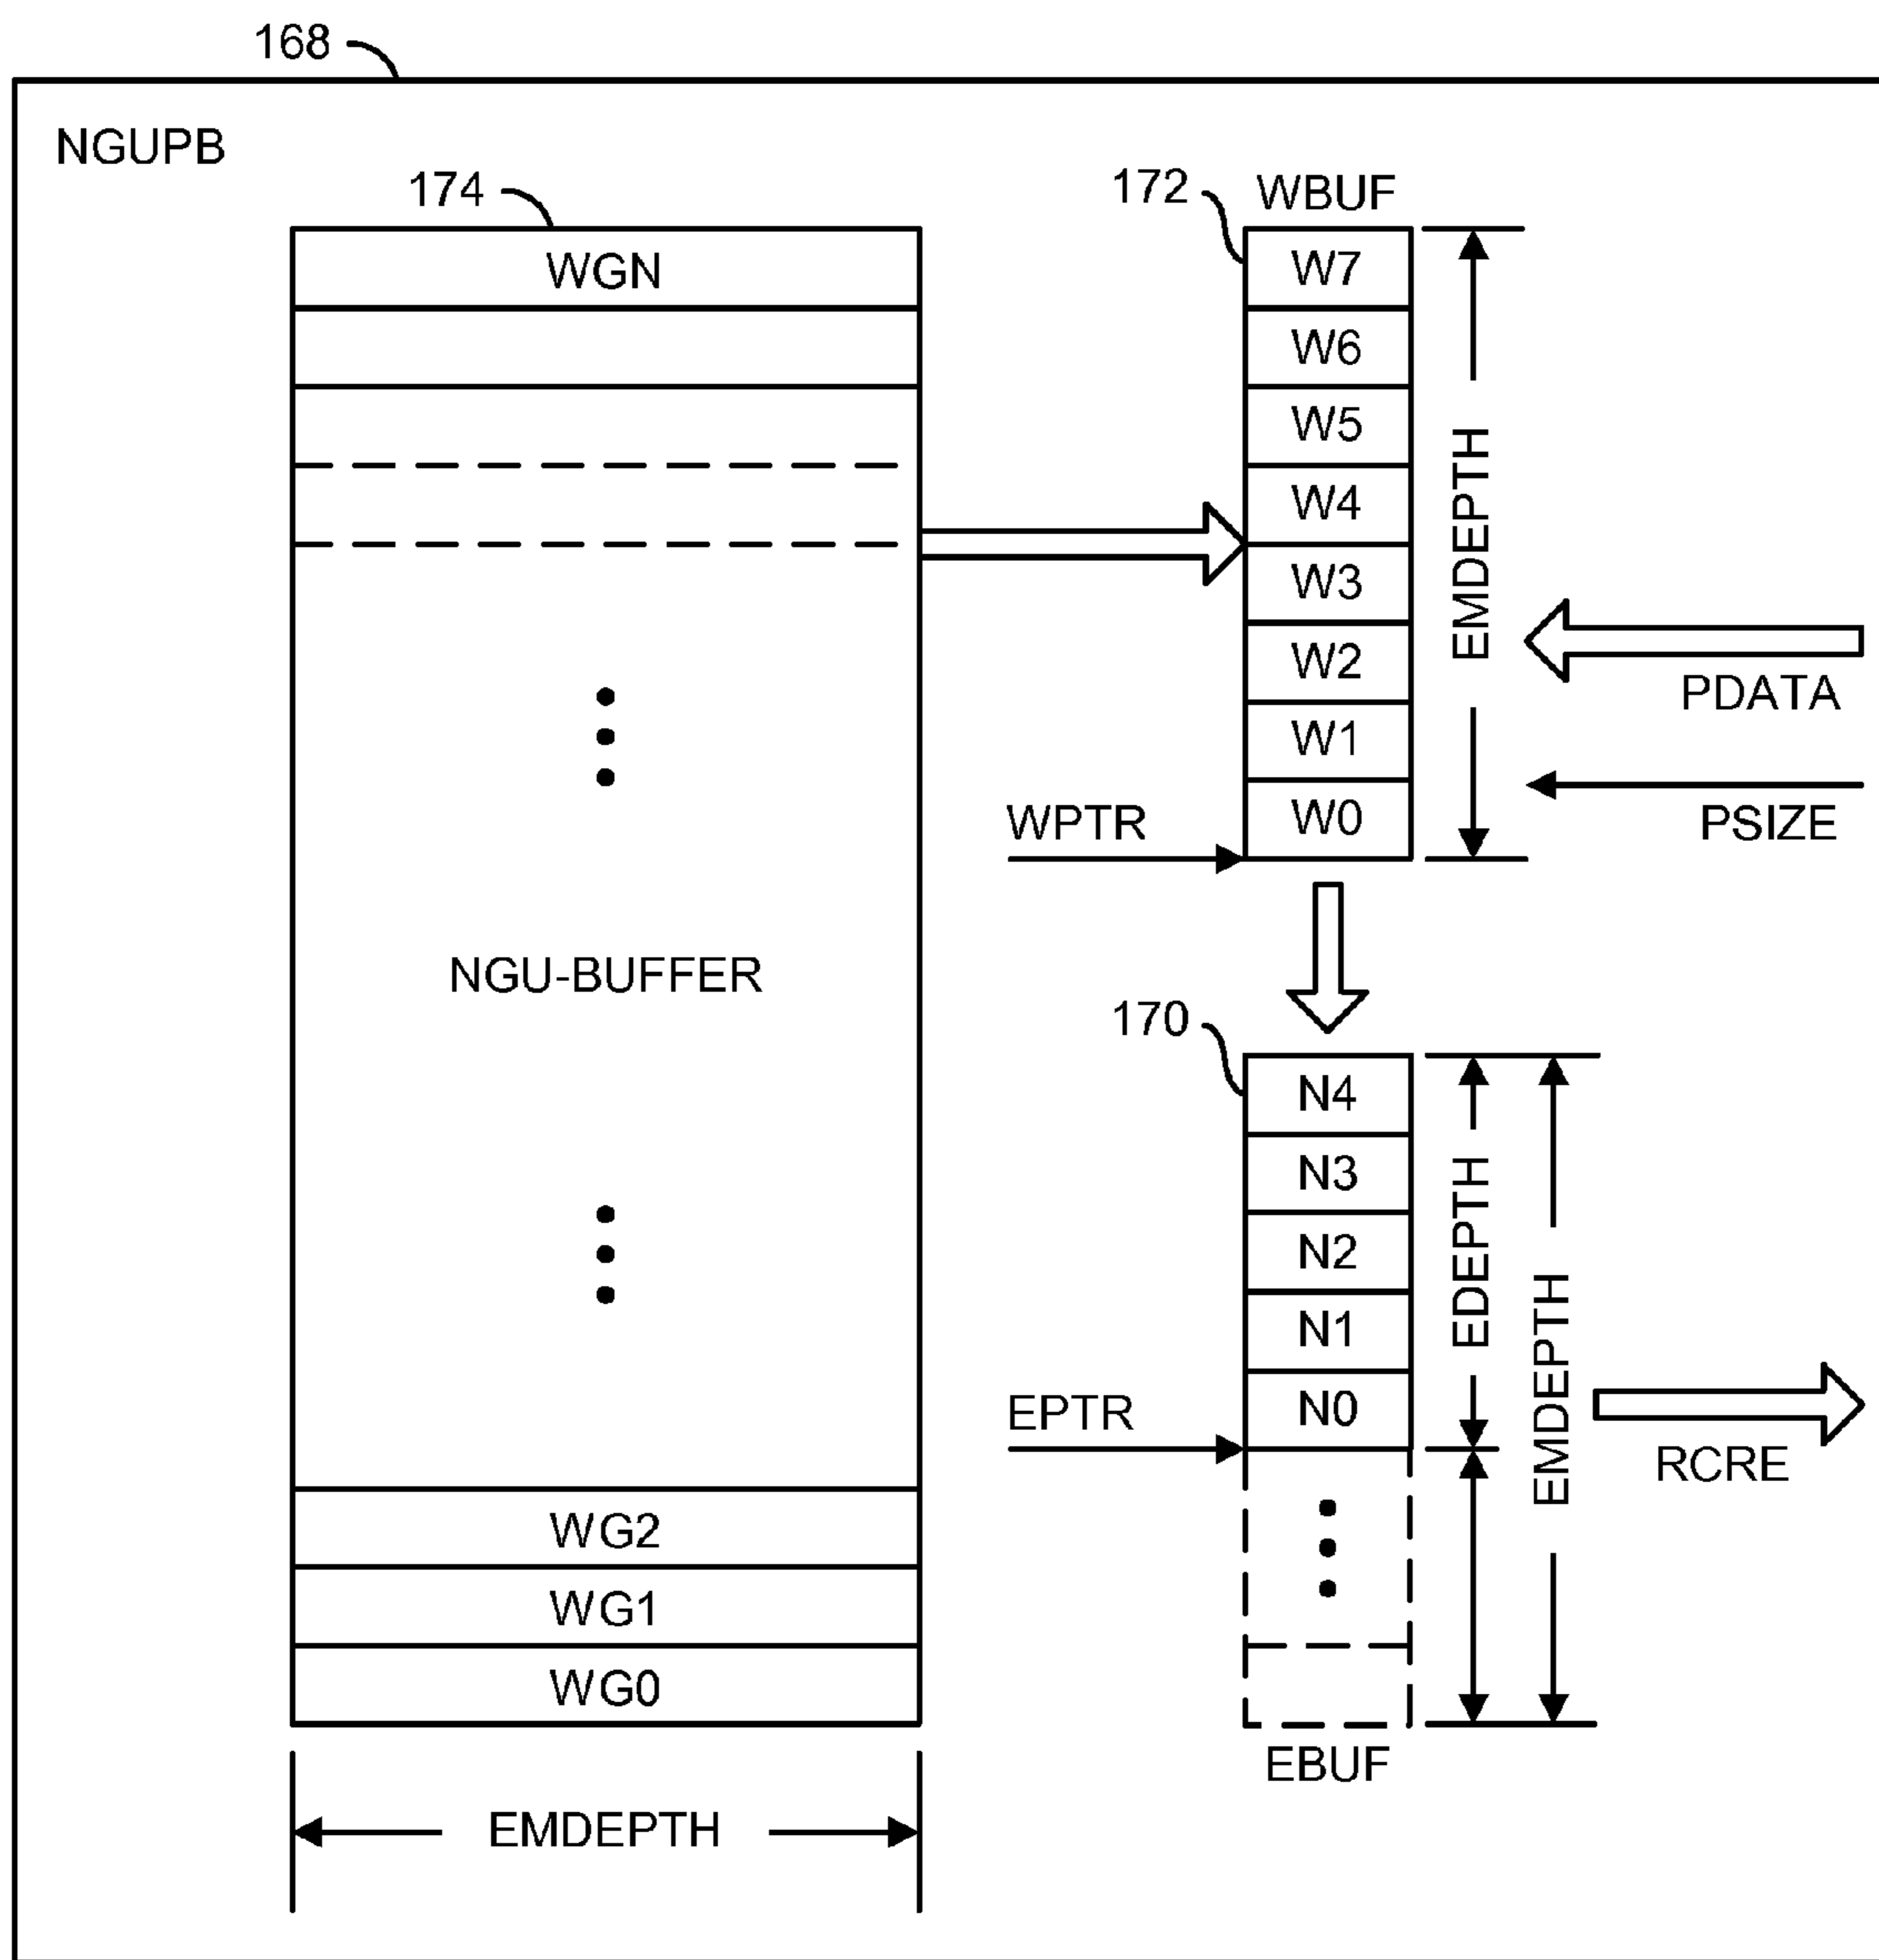 168
NGUPB
174
WGN
NGU-BUFFER
WG2
WG1
WG0
EMDEPTH
172
WBUF
W7
W6
W5
W4
W3
W2
W1
W0
EMDEPTH
WPTR
PDATA
PSIZE
170
N4
N3
N2
N1
N0
EDEPTH
EMDEPTH
EPTR
RCRE
EBUF